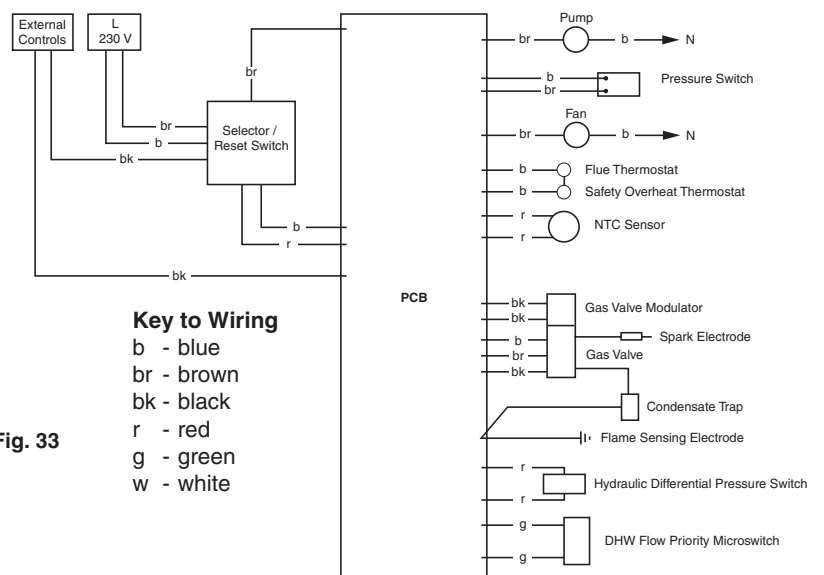 External
Controls
L
230 V
br
br
b
bk
Selector /
Reset Switch
b
r
bk
PCB
Key to Wiring
b - blue
br - brown
bk - black
r - red
g - green
w - white
Fig. 33
Pump
br b N
b
br
Pressure Switch
Fan
br b N
b Flue Thermostat
b Safety Overheat Thermostat
r
NTC Sensor
r
bk
Gas Valve Modulator
bk
Spark Electrode
b
br Gas Valve
bk
Condensate Trap
Flame Sensing Electrode
r
Hydraulic Differential Pressure Switch
r
g
DHW Flow Priority Microswitch
g